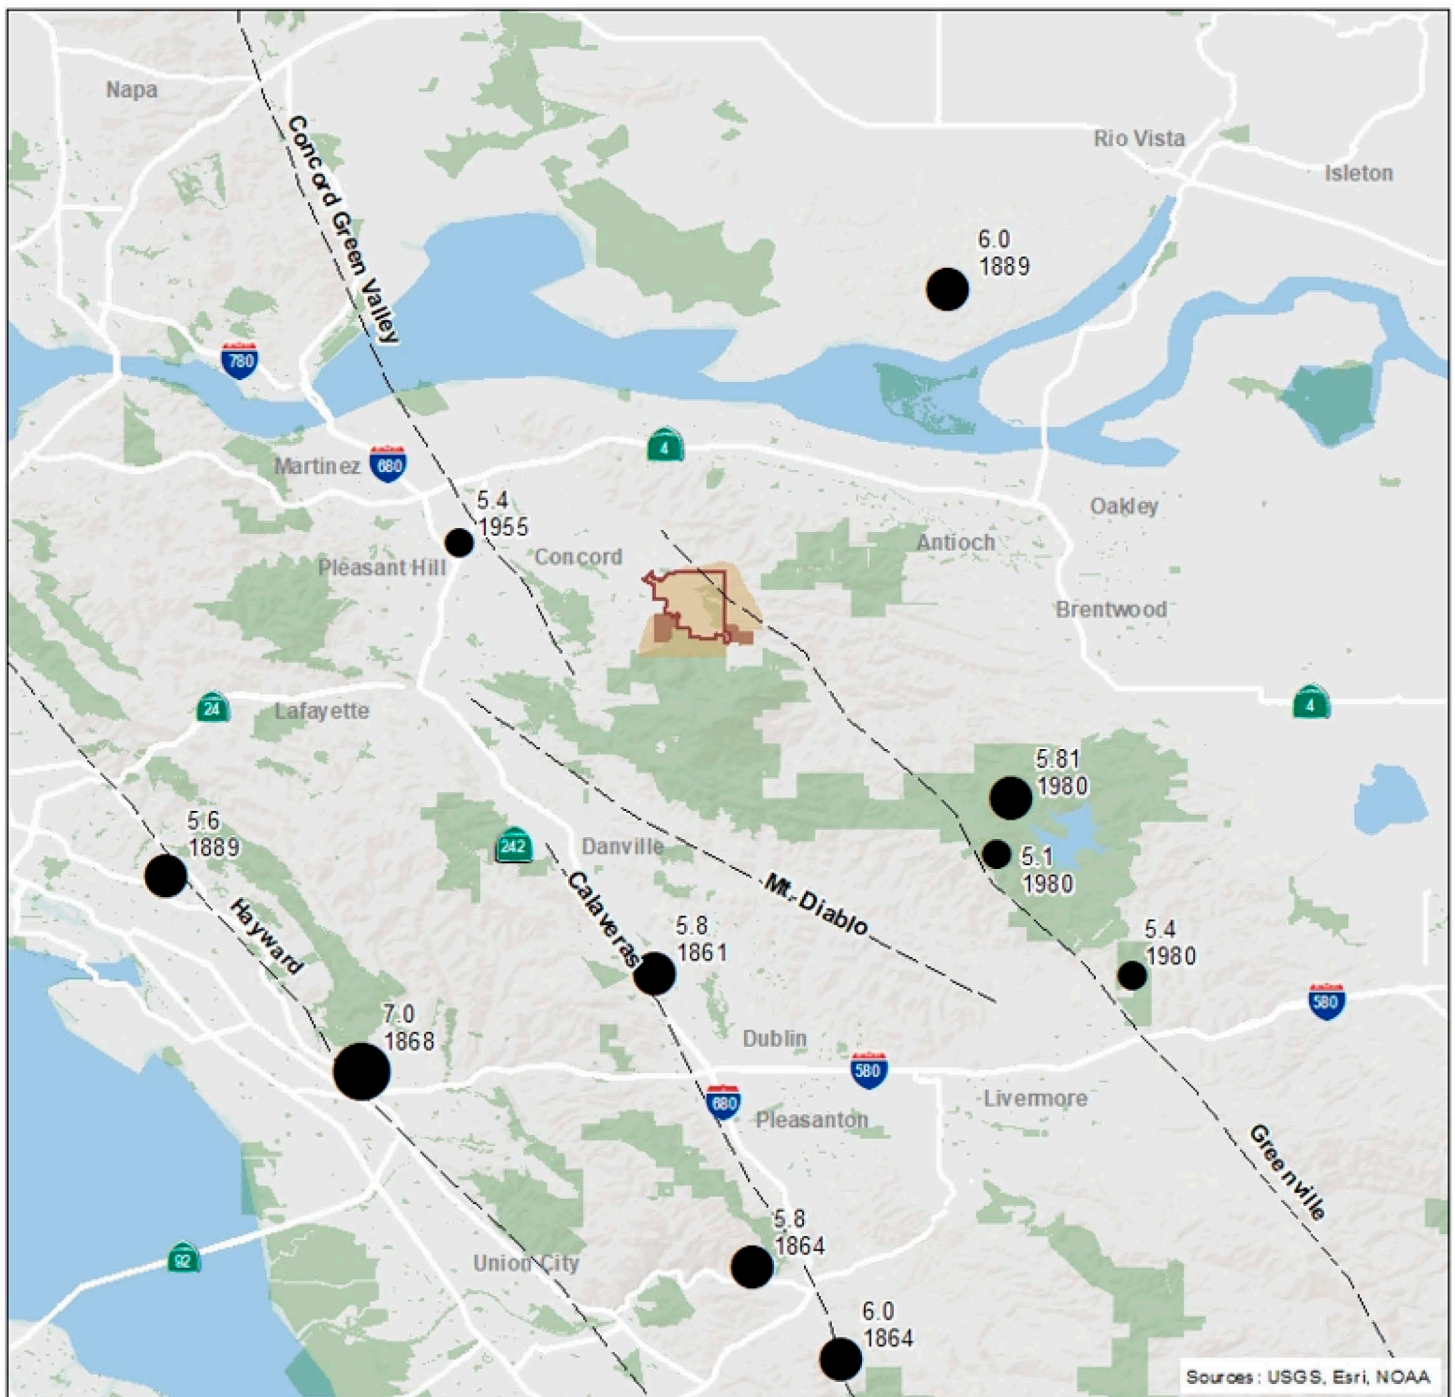 Napa
Concord Green Valley
Rio Vista
Isleton
6.0
1889
780
4
Martinez
680
5.4
1955
Oakley
Antioch
Concord
Pleasant Hill
Brentwood
24
Lafayette
4
5.81
1980
5.6
1889
242
Danville
5.1
1980
Mt. Diablo
Calaveras
Hayward
5.8
1861
5.4
1980
580
7.0
1868
Dublin
580
680
Livermore
Pleasanton
Greenville
5.8
1864
92
Union City
6.0
1864
Sources: USGS, Esri, NOAA